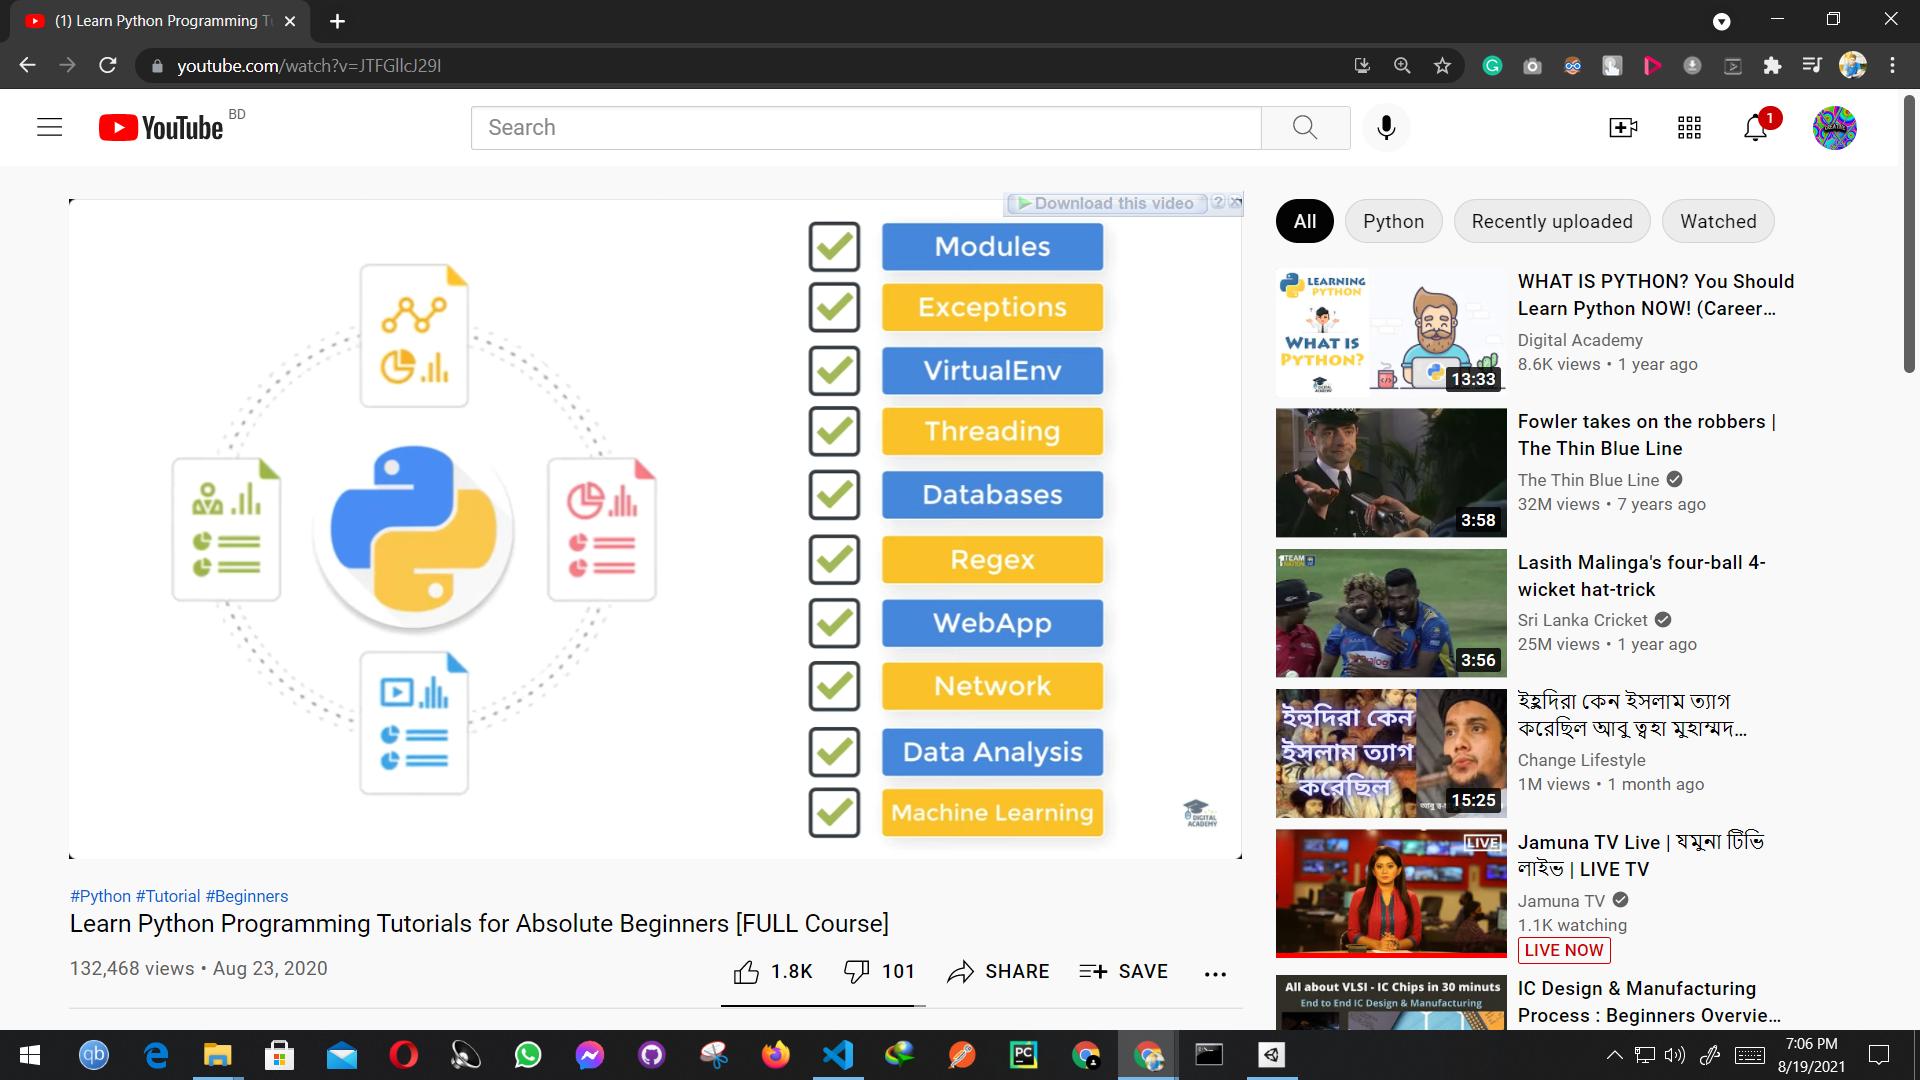 (1) Learn Python Programming Tu
youtube.com/watch?v=JTFGllcJ29I
YouTube BD
Search
1
Download this video
Modules
Exceptions
VirtualEnv
Threading
Databases
Regex
WebApp
Network
Data Analysis
Machine Learning
DIGITAL
ACADEMY
#Python #Tutorial #Beginners
Learn Python Programming Tutorials for Absolute Beginners [FULL Course]
132,468 views • Aug 23, 2020
1.8K
101
SHARE
SAVE
All
Python
Recently uploaded
Watched
LEARNING
PYTHON
WHAT IS
PYTHON?
13:33
WHAT IS PYTHON? You Should
Learn Python NOW! (Career...
Digital Academy
8.6K views • 1 year ago
3:58
Fowler takes on the robbers |
The Thin Blue Line
The Thin Blue Line
32M views • 7 years ago
3:56
Lasith Malinga's four-ball 4-
wicket hat-trick
Sri Lanka Cricket
25M views • 1 year ago
ইহুদিরা কেন
ইসলাম ত্যাগ
করেছিল
15:25
ইহুদিরা কেন ইসলাম ত্যাগ
করেছিল আবু ত্বহা মুহাম্মদ...
Change Lifestyle
1M views • 1 month ago
LIVE
Jamuna TV Live | যমুনা টিভি
লাইভ | LIVE TV
Jamuna TV
1.1K watching
LIVE NOW
All about VLSI - IC Chips in 30 minuts
End to End IC Design & Manufacturing
IC Design & Manufacturing
Process : Beginners Overvie...
qb
PC
7:06 PM
8/19/2021